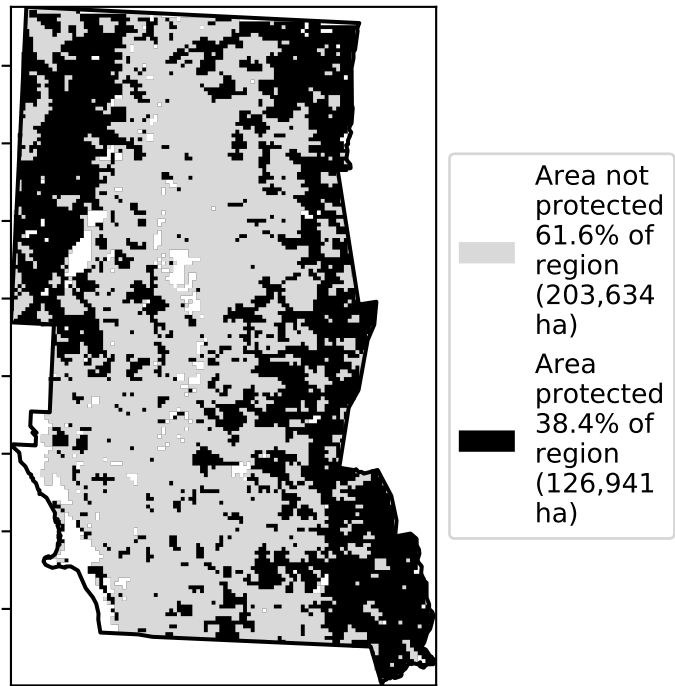 Area not
protected
61.6% of
region
(203,634
ha)
Area
protected
38.4% of
region
(126,941
ha)